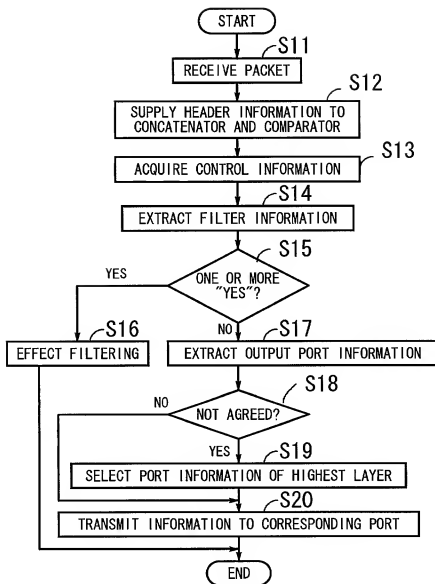 START
S11
RECEIVE PACKET
S12
SUPPLY HEADER INFORMATION TO
CONCATENATOR AND COMPARATOR
S13
ACQUIRE CONTROL INFORMATION
S14
EXTRACT FILTER INFORMATION
S15
YES
ONE OR MORE
"YES"?
S16
NO
S17
EFFECT FILTERING
EXTRACT OUTPUT PORT INFORMATION
S18
NO
NOT AGREED?
YES
S19
SELECT PORT INFORMATION OF HIGHEST LAYER
S20
TRANSMIT INFORMATION TO CORRESPONDING PORT
END